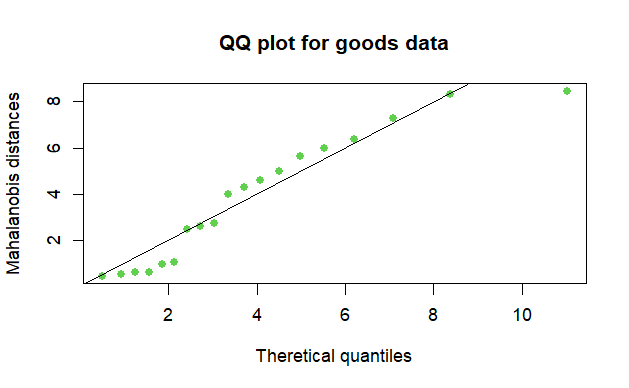 QQ plot for goods data
Mahalanobis distances
8
6
4
2
2 4 6 8 10
Theretical quantiles